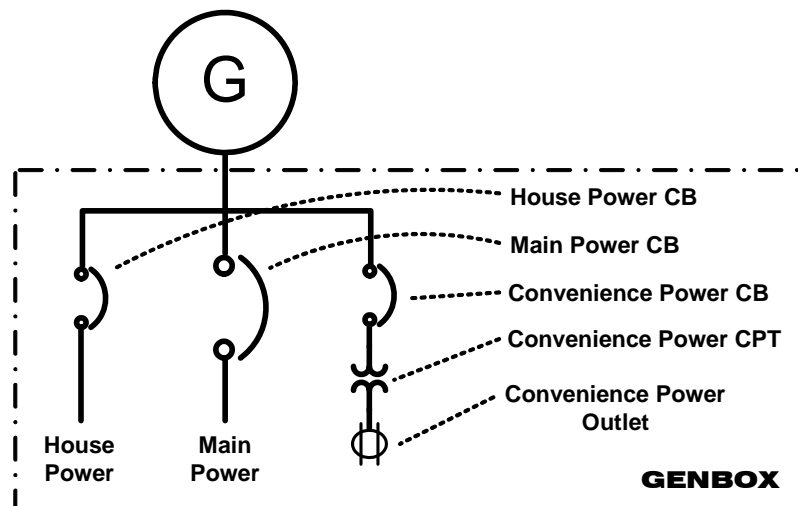 G
House Power CB
Main Power CB
Convenience Power CB
Convenience Power CPT
Convenience Power
Outlet
House
Power
Main
Power
GENBOX